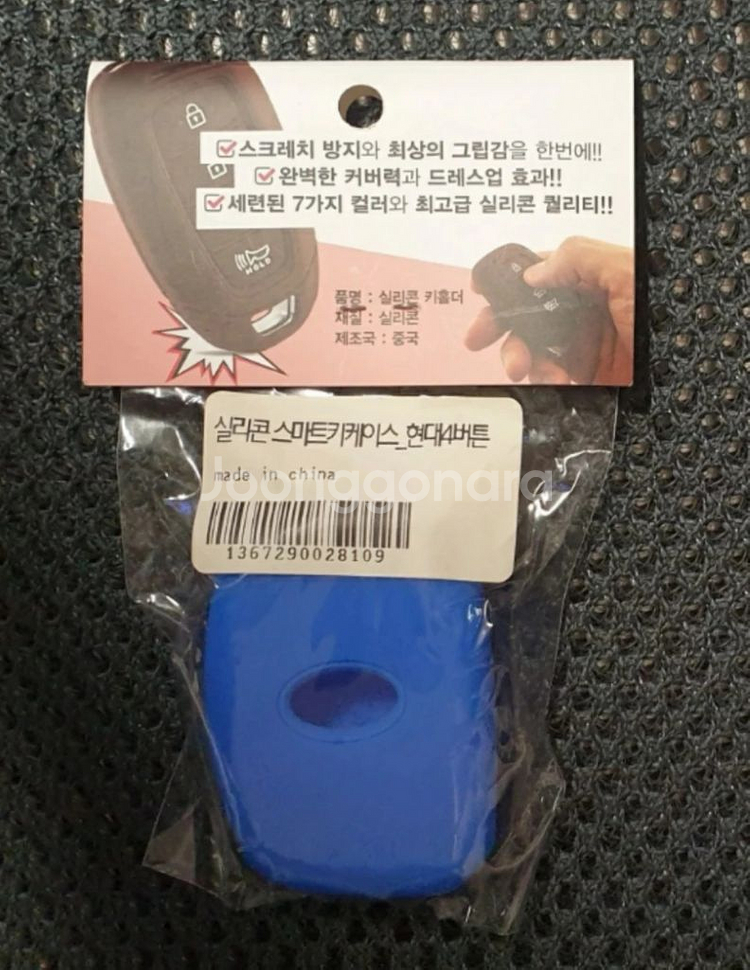 스크레치 방지와 최상의 그립감을 한번에!!
완벽한 커버력과 드레스업 효과!!
세련된 7가지 컬러와 최고급 실리콘 퀄리티!!
HOLD
품명 : 실리콘 키홀더
재질 : 실리콘
제조국 : 중국
실리콘 스마트키케이스_현대4버튼
made in china
Joonggonara
1367290028109